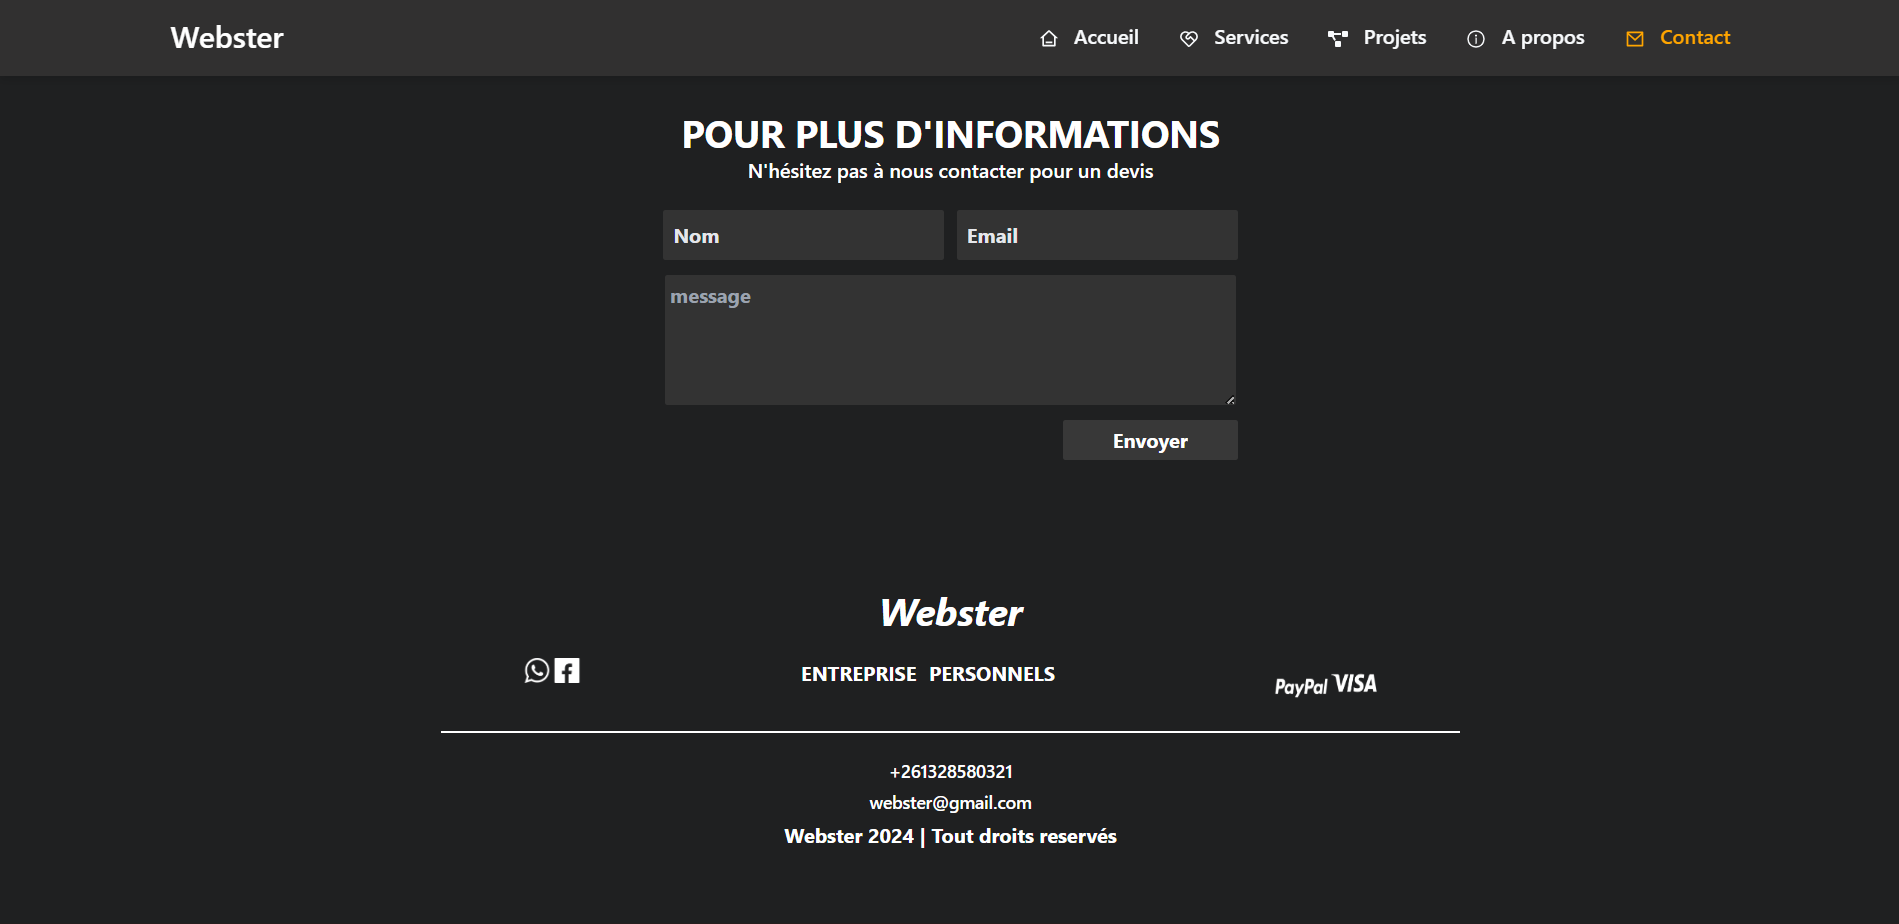 Webster Accueil Services Projets A propos Contact
POUR PLUS D'INFORMATIONS
N'hésitez pas à nous contacter pour un devis
Nom Email
message
Envoyer
Webster
ENTREPRISE PERSONNELS PayPal VISA
+261328580321
webster@gmail.com
Webster 2024 | Tout droits reservés